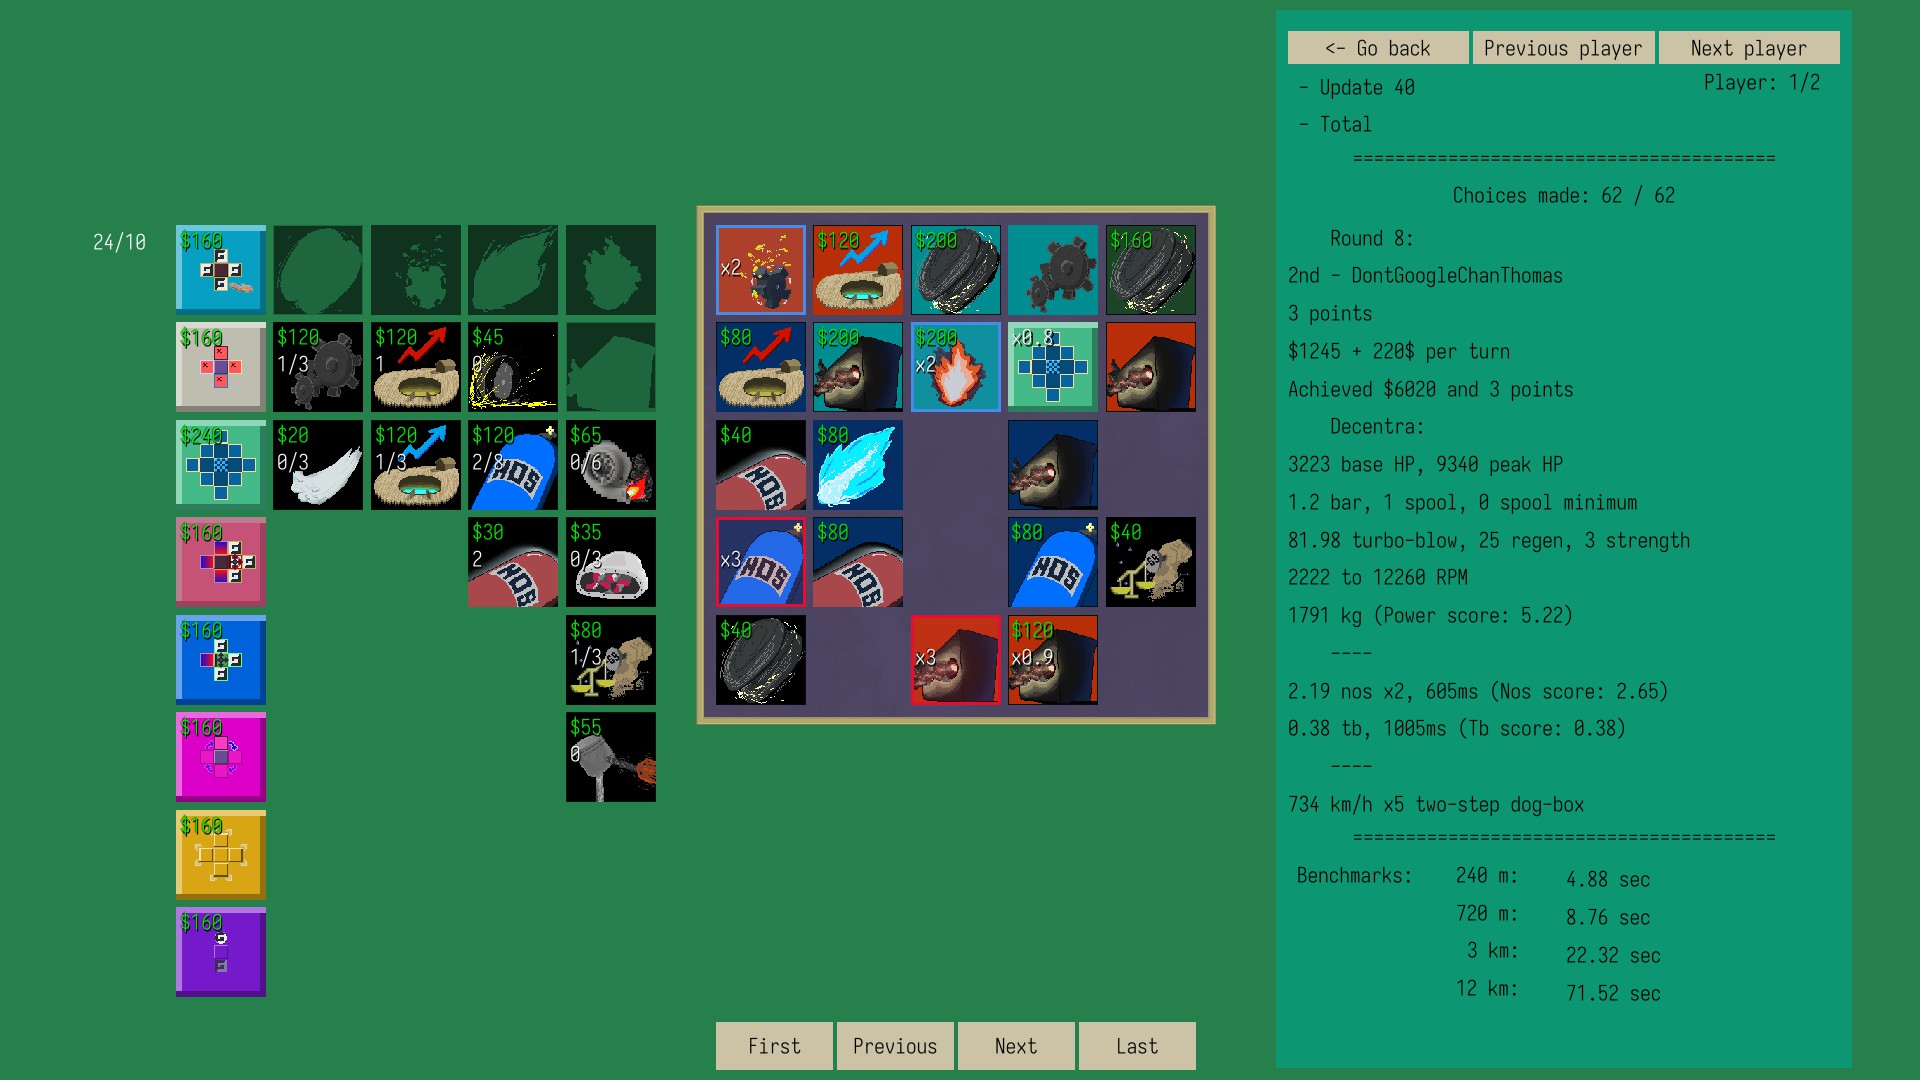 24/10
$160
$160
$120
1/3
$120
1
$45
0
$240
$20
0/3
$120
1/3
$120
2/8
NOS
$65
0/6
$160
$30
2
NOS
$35
0/3
$160
$80
1/3
$160
$55
0
$160
$160
x2
$120
$200
$160
$80
$200
$200
x2
x0.8
$40
NOS
$80
x3
NOS
$80
NOS
$80
NOS
$40
$40
x3
$120
x0.9
First
Previous
Next
Last
<- Go back
Previous player
Next player
- Update 40
Player: 1/2
- Total
========================================
Choices made: 62 / 62
Round 8:
2nd - DontGoogleChanThomas
3 points
$1245 + 220$ per turn
Achieved $6020 and 3 points
Decentra:
3223 base HP, 9340 peak HP
1.2 bar, 1 spool, 0 spool minimum
81.98 turbo-blow, 25 regen, 3 strength
2222 to 12260 RPM
1791 kg (Power score: 5.22)
----
2.19 nos x2, 605ms (Nos score: 2.65)
0.38 tb, 1005ms (Tb score: 0.38)
----
734 km/h x5 two-step dog-box
========================================
Benchmarks: 240 m: 4.88 sec
720 m: 8.76 sec
3 km: 22.32 sec
12 km: 71.52 sec